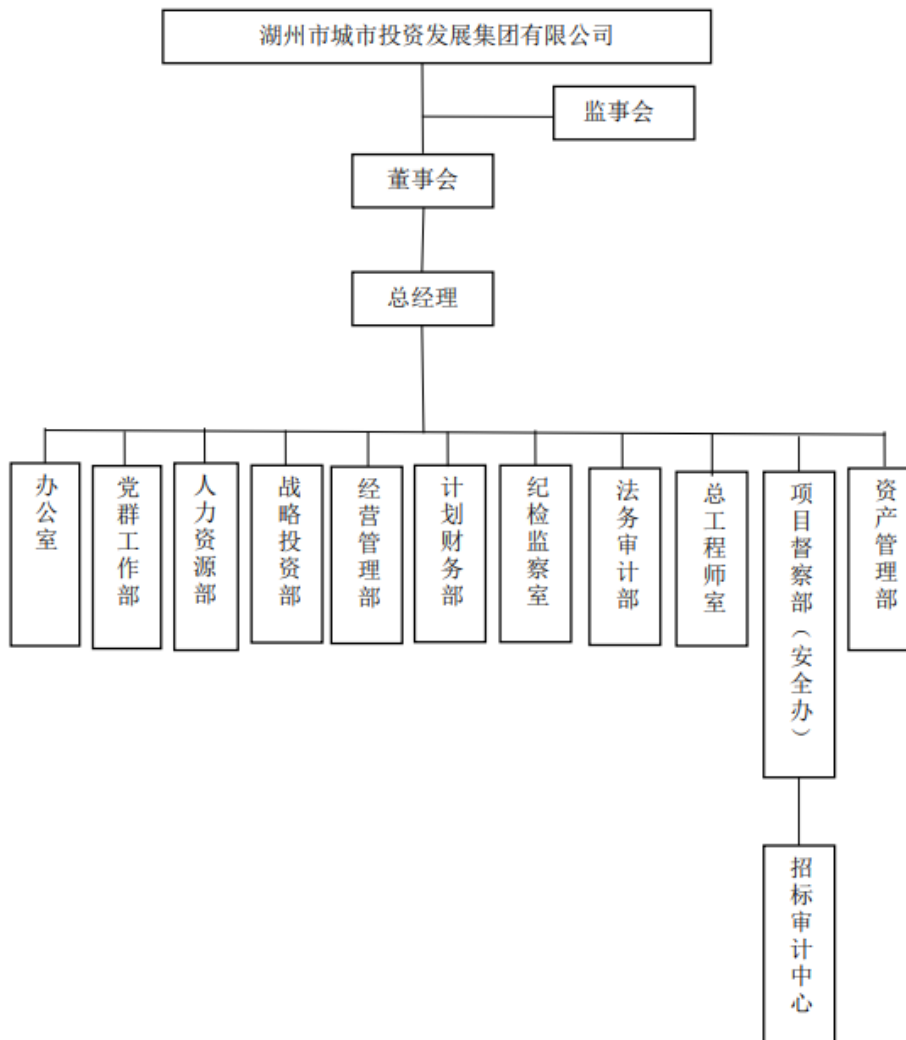 湖州市城市投资发展集团有限公司
监事会
董事会
总经理
办公室
党群工作部
人力资源部
战略投资部
经营管理部
计划财务部
纪检监察室
法务审计部
总工程师室
项目督察部（安全办）
资产管理部
招标审计中心